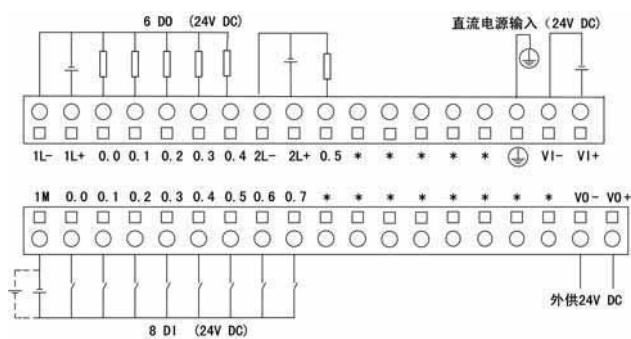 6 DO (24V DC) 直流电源输入(24V DC)
1L- 1L+ 0.0 0.1 0.2 0.3 0.4 2L- 2L+ 0.5 * * * * * VI- VI+
1M 0.0 0.1 0.2 0.3 0.4 0.5 0.6 0.7 * * * * * * * * VO- VO+
外供24V DC
8 DI (24V DC)